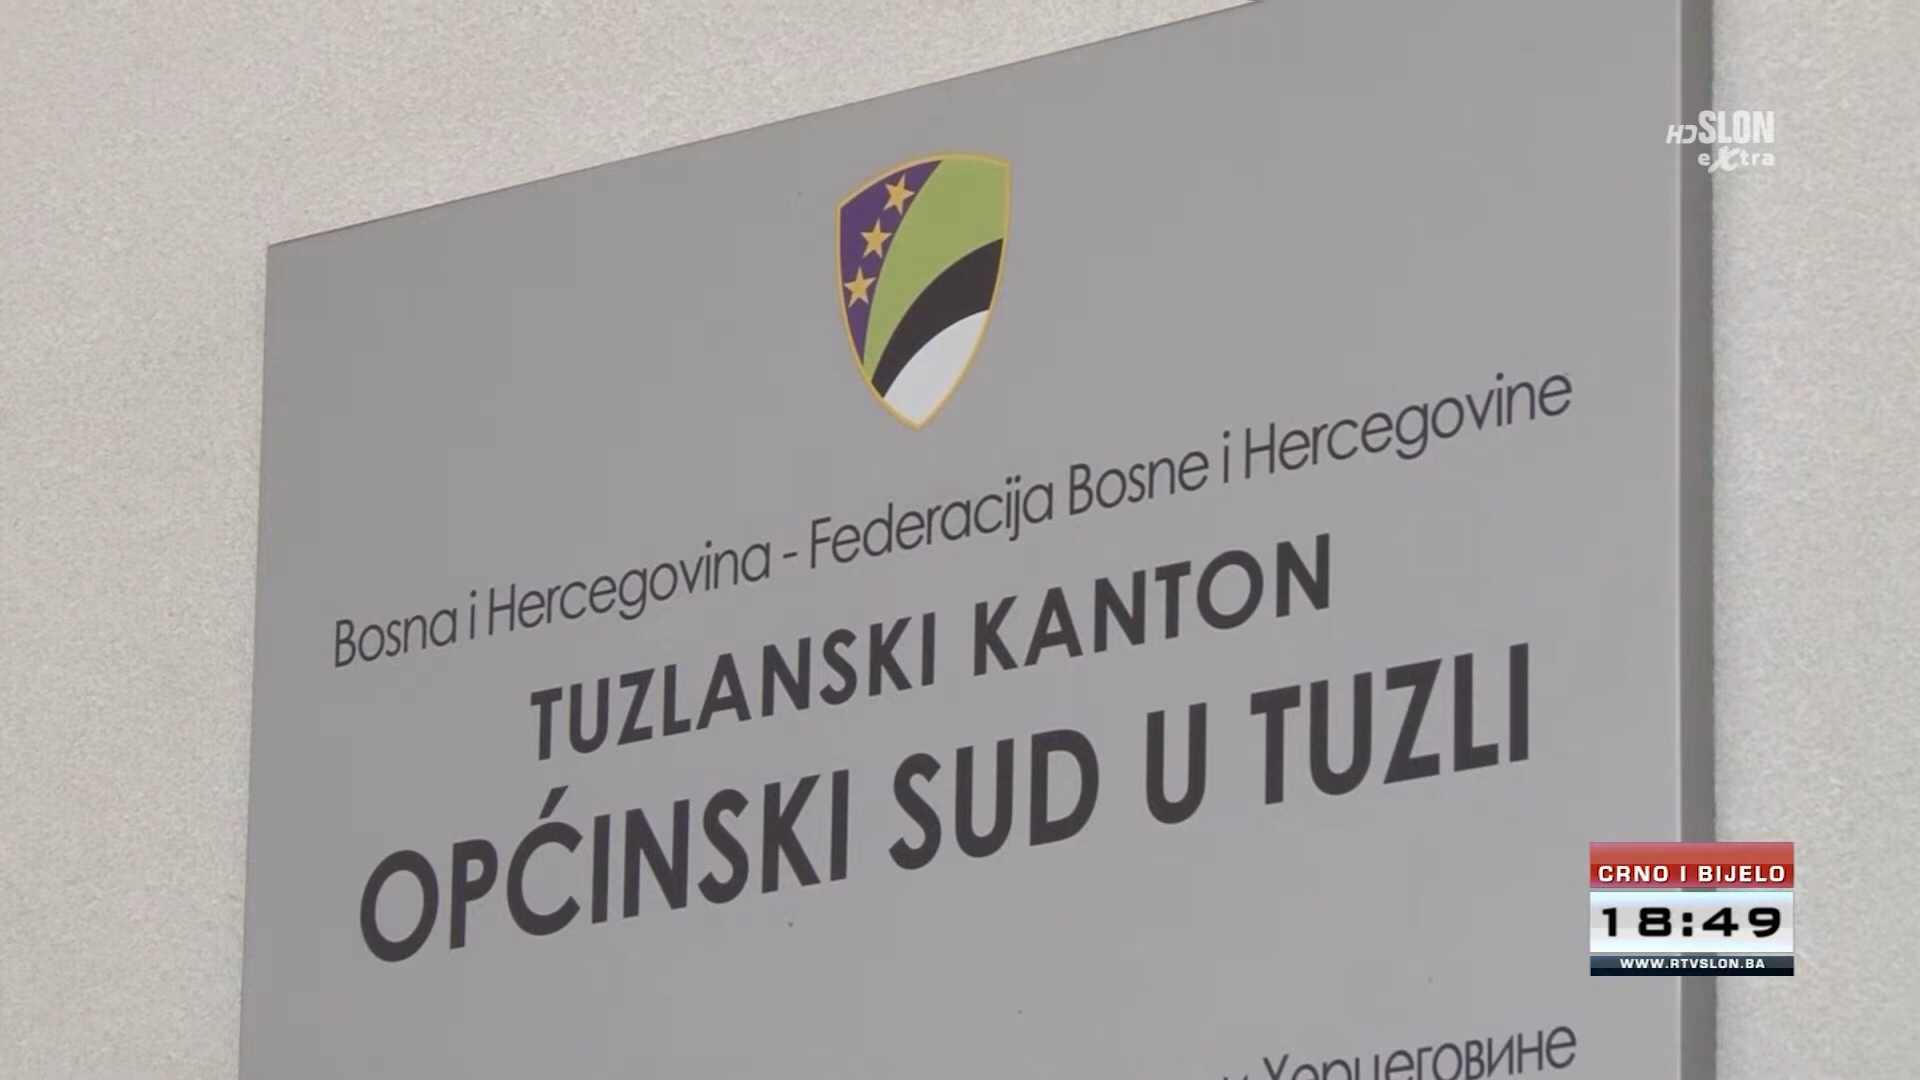 HD SLON
eXtra
Bosna i Hercegovina - Federacija Bosne i Hercegovine
TUZLANSKI KANTON
OPĆINSKI SUD U TUZLI
Херцеговине
CRNO I BIJELO
18:49
WWW.RTVSLON.BA